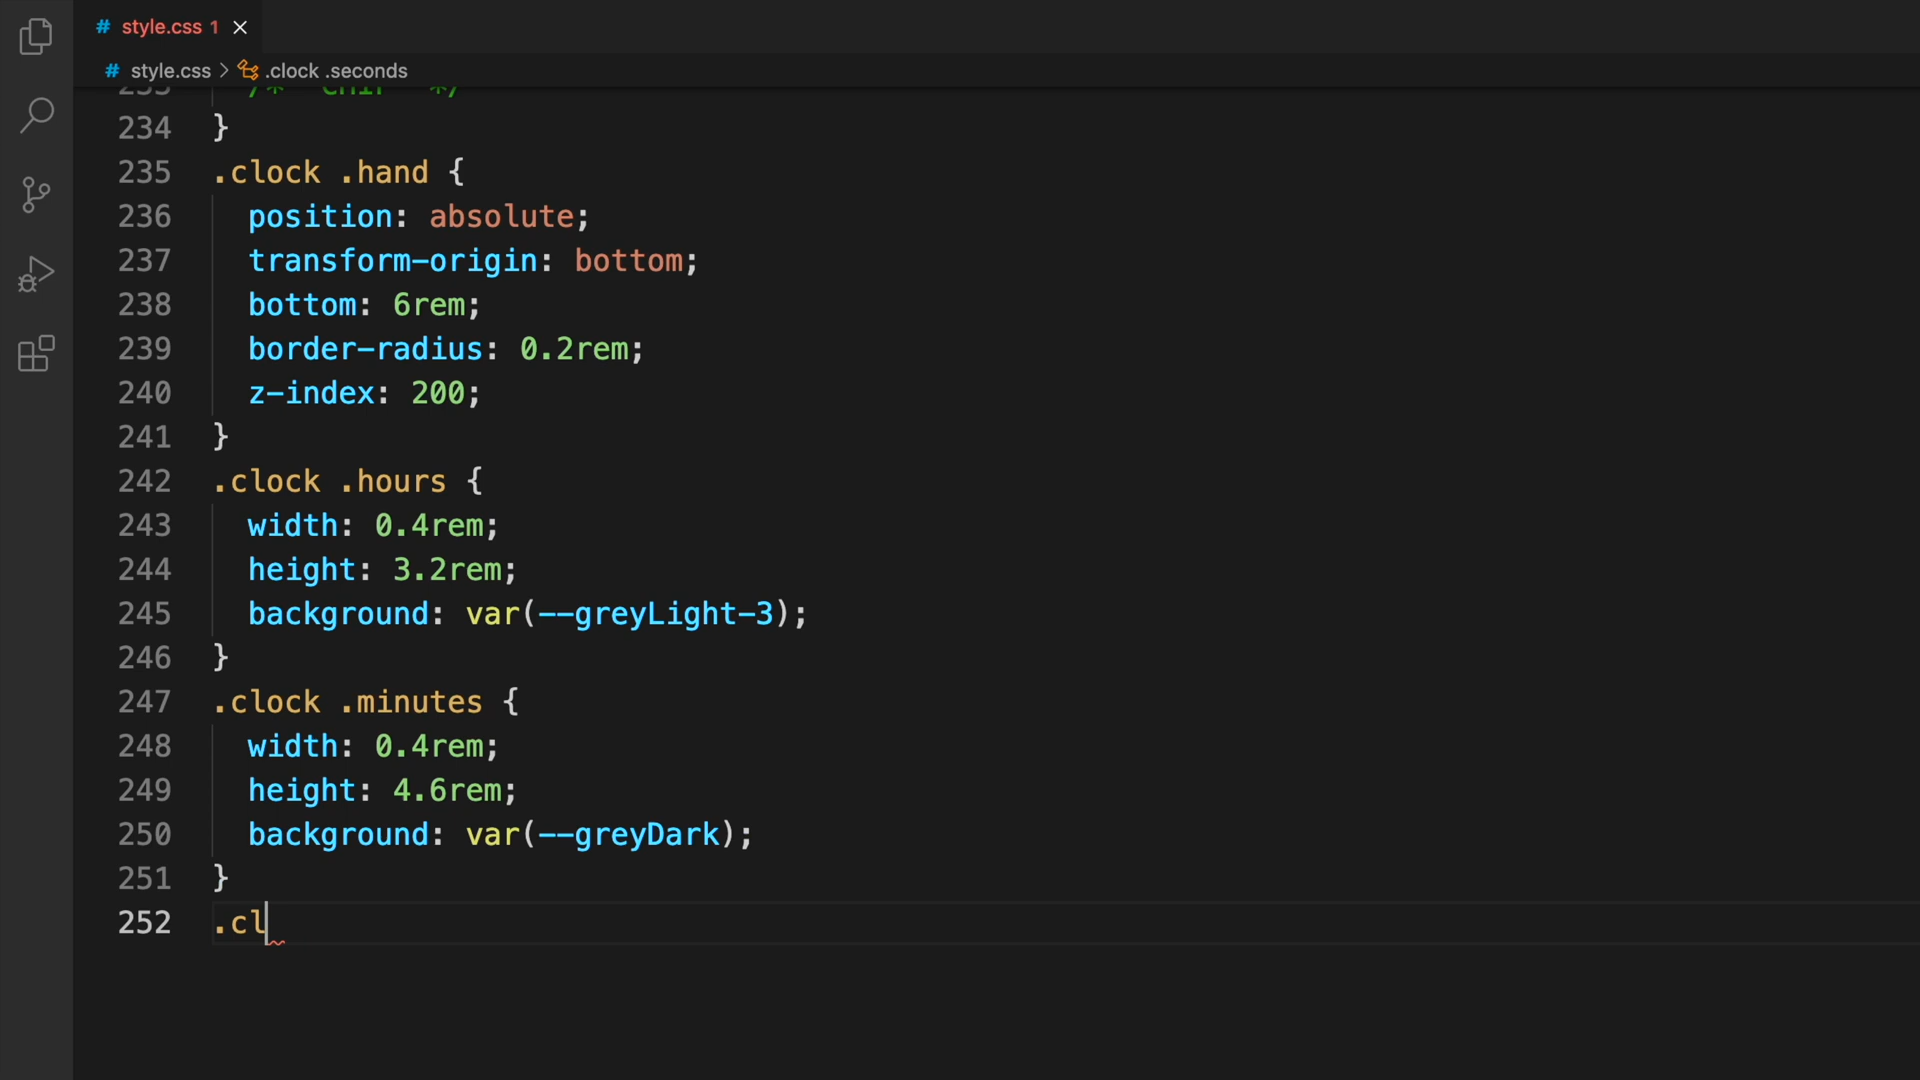 # style.css 1 ×
# style.css > .clock .seconds
234 }
235 .clock .hand {
236 position: absolute;
237 transform-origin: bottom;
238 bottom: 6rem;
239 border-radius: 0.2rem;
240 z-index: 200;
241 }
242 .clock .hours {
243 width: 0.4rem;
244 height: 3.2rem;
245 background: var(--greyLight-3);
246 }
247 .clock .minutes {
248 width: 0.4rem;
249 height: 4.6rem;
250 background: var(--greyDark);
251 }
252 .cl